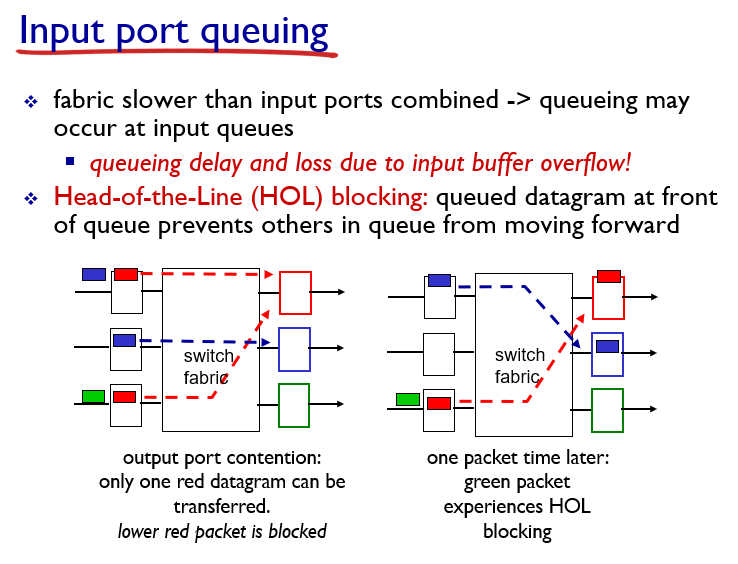 Input port queuing
❖ fabric slower than input ports combined -> queueing may
occur at input queues
▪ queueing delay and loss due to input buffer overflow!
❖ Head-of-the-Line (HOL) blocking: queued datagram at front
of queue prevents others in queue from moving forward
switch
fabric
output port contention:
only one red datagram can be
transferred.
lower red packet is blocked
switch
fabric
one packet time later:
green packet
experiences HOL
blocking